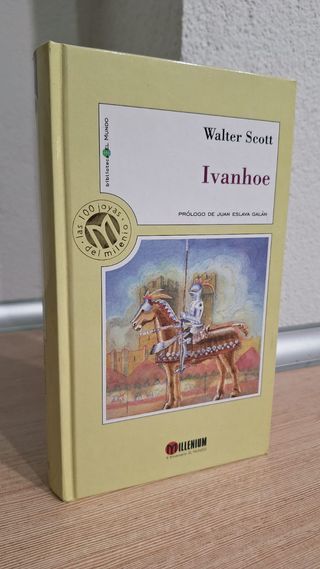 biblioteca EL MUNDO
Walter Scott
Ivanhoe
PRÓLOGO DE JUAN ESLAVA GALÁN
las 100 joyas
del milenio
MILLENIUM